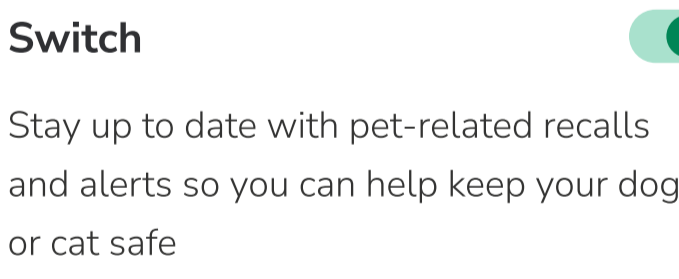 Switch
Stay up to date with pet-related recalls
and alerts so you can help keep your dog
or cat safe